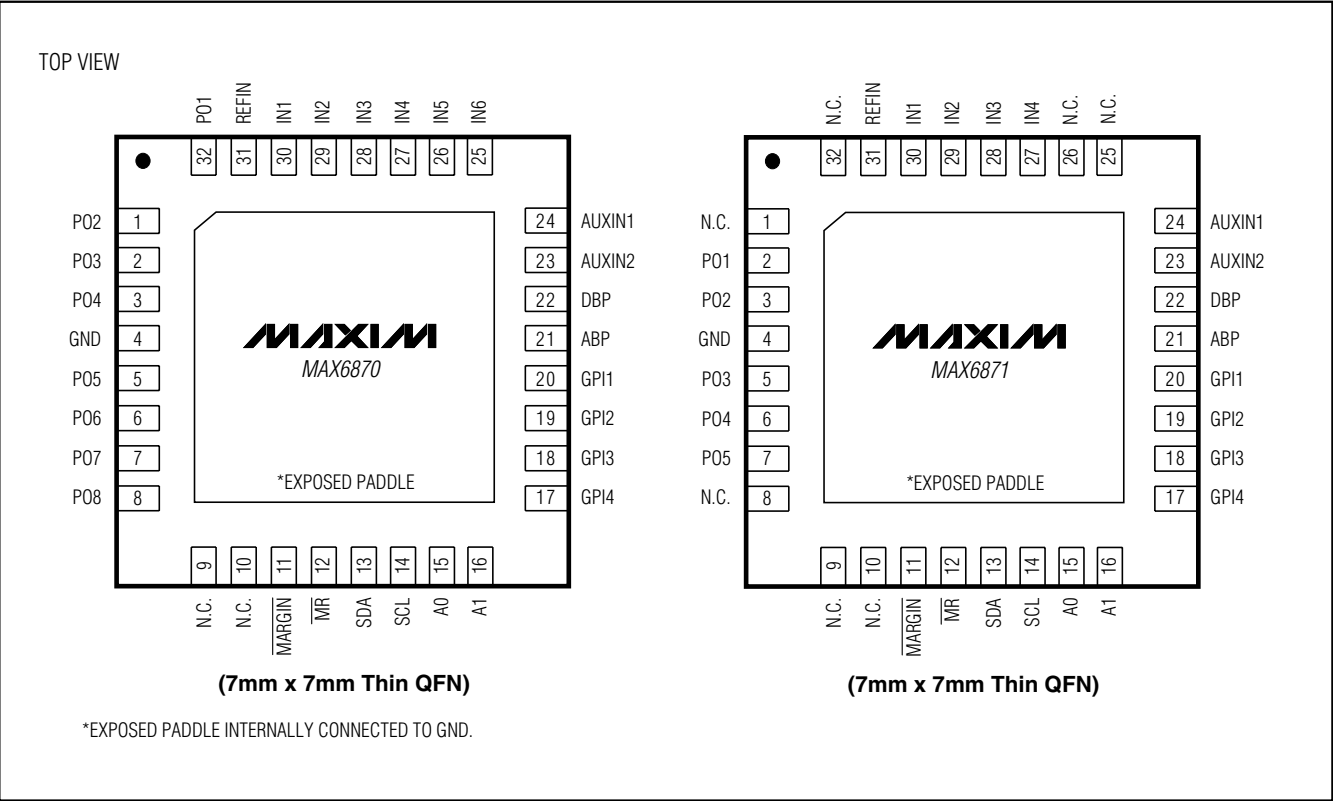 TOP VIEW
PO1 REFIN IN1 IN2 IN3 IN4 IN5 IN6
32 31 30 29 28 27 26 25
PO2 1
PO3 2
PO4 3
GND 4
PO5 5
PO6 6
PO7 7
PO8 8
24 AUXIN1
23 AUXIN2
22 DBP
21 ABP
20 GPI1
19 GPI2
18 GPI3
17 GPI4
MAXIM
MAX6870
*EXPOSED PADDLE
9 10 11 12 13 14 15 16
N.C. N.C. MARGIN MR SDA SCL A0 A1
(7mm x 7mm Thin QFN)
N.C. REFIN IN1 IN2 IN3 IN4 N.C. N.C.
32 31 30 29 28 27 26 25
N.C. 1
PO1 2
PO2 3
GND 4
PO3 5
PO4 6
PO5 7
N.C. 8
24 AUXIN1
23 AUXIN2
22 DBP
21 ABP
20 GPI1
19 GPI2
18 GPI3
17 GPI4
MAXIM
MAX6871
*EXPOSED PADDLE
9 10 11 12 13 14 15 16
N.C. N.C. MARGIN MR SDA SCL A0 A1
(7mm x 7mm Thin QFN)
*EXPOSED PADDLE INTERNALLY CONNECTED TO GND.